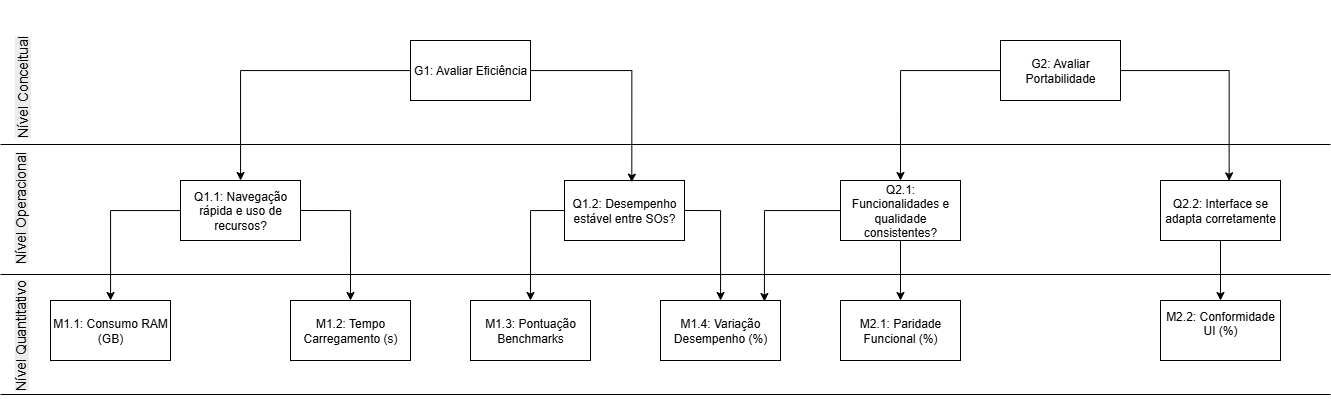 Nível Conceitual
G1: Avaliar Eficiência
G2: Avaliar
Portabilidade
Nível Operacional
Q1.1: Navegação
rápida e uso de
recursos?
Q1.2: Desempenho
estável entre SOs?
Q2.1:
Funcionalidades e
qualidade
consistentes?
Q2.2: Interface se
adapta corretamente
Nível Quantitativo
M1.1: Consumo RAM
(GB)
M1.2: Tempo
Carregamento (s)
M1.3: Pontuação
Benchmarks
M1.4: Variação
Desempenho (%)
M2.1: Paridade
Funcional (%)
M2.2: Conformidade
UI (%)